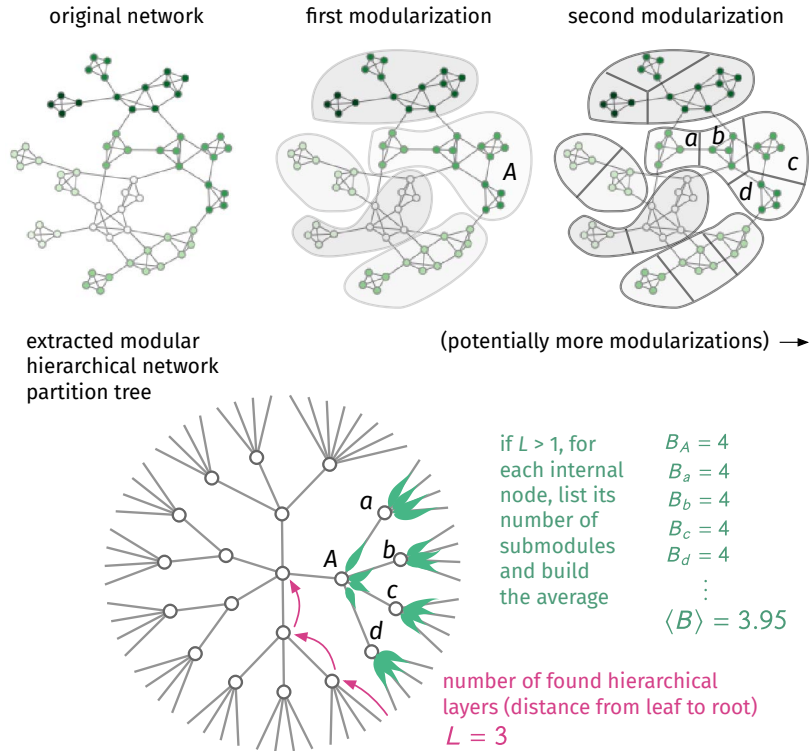 original network
first modularization
second modularization
A
a
b
c
d
extracted modular
hierarchical network
partition tree
(potentially more modularizations)
if L > 1, for
each internal
node, list its
number of
submodules
and build
the average
B_A = 4
B_a = 4
B_b = 4
B_c = 4
B_d = 4
⋮
⟨B⟩ = 3.95
a
A
b
c
d
number of found hierarchical
layers (distance from leaf to root)
L = 3